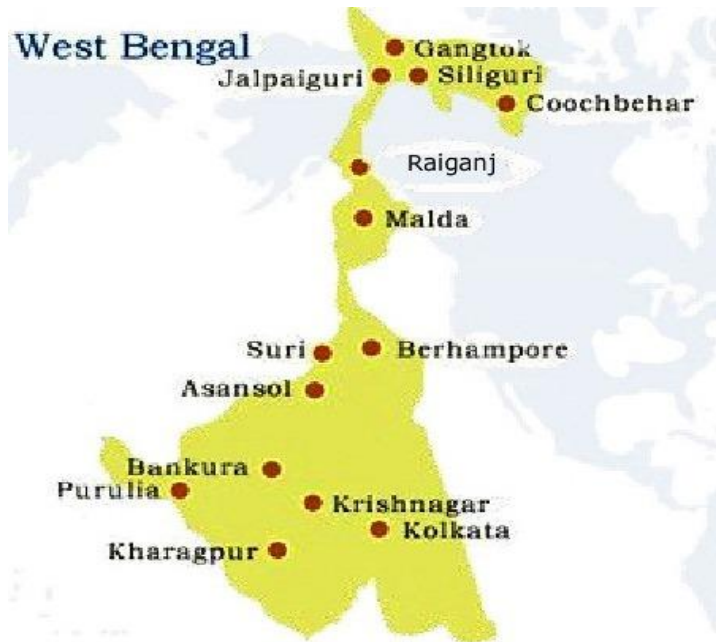 West Bengal
Gangtok
Jalpaiguri
Siliguri
Coochbehar
Raiganj
Malda
Suri
Berhampore
Asansol
Bankura
Purulia
Krishnagar
Kolkata
Kharagpur